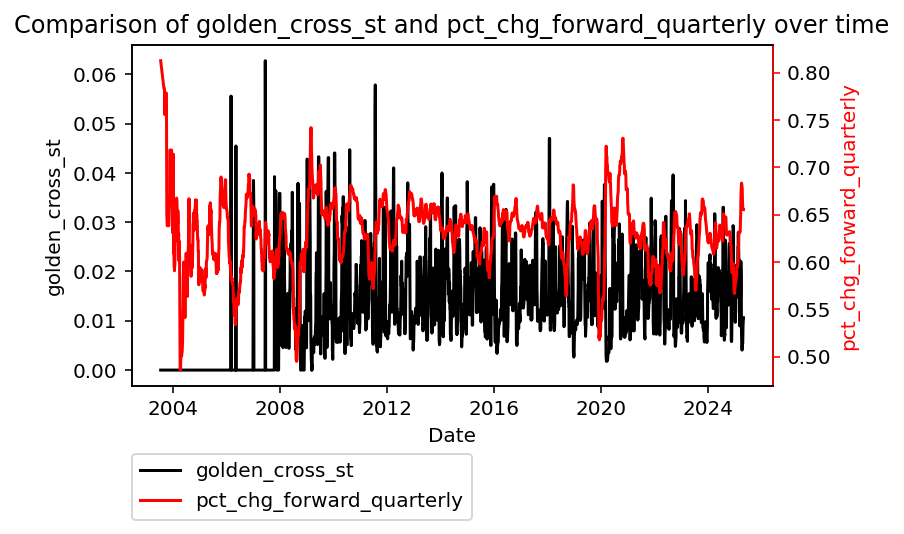 Comparison of golden_cross_st and pct_chg_forward_quarterly over time
golden_cross_st
0.06
0.05
0.04
0.03
0.02
0.01
0.00
0.80
0.75
0.70
0.65
0.60
0.55
0.50
pct_chg_forward_quarterly
2004 2008 2012 2016 2020 2024
Date
golden_cross_st
pct_chg_forward_quarterly